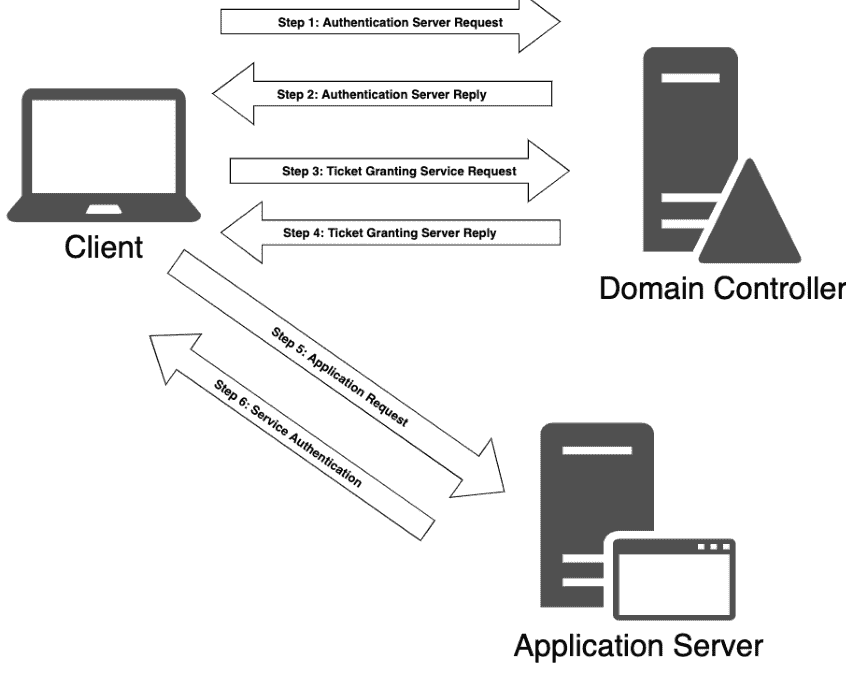 Step 1: Authentication Server Request
Step 2: Authentication Server Reply
Step 3: Ticket Granting Service Request
Step 4: Ticket Granting Server Reply
Client
Domain Controller
Step 5: Application Request
Step 6: Service Authentication
Application Server